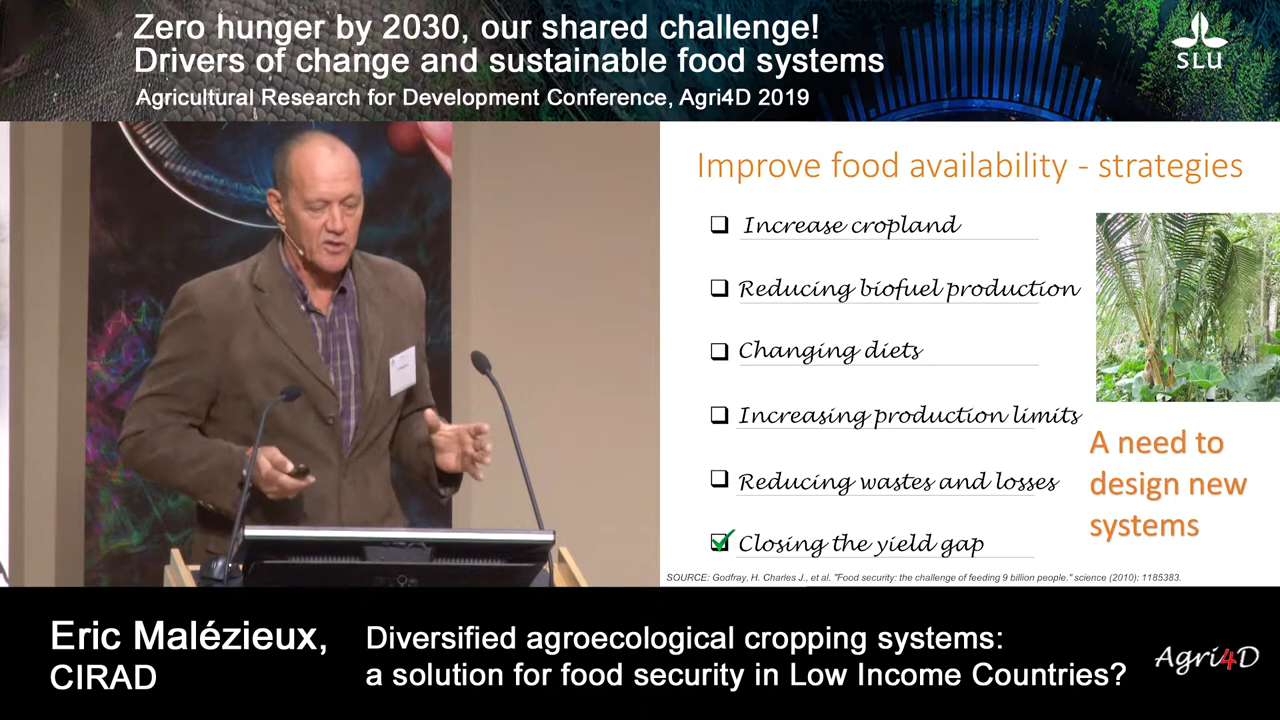 Zero hunger by 2030, our shared challenge!
Drivers of change and sustainable food systems
Agricultural Research for Development Conference, Agri4D 2019
SLU
Improve food availability - strategies
Increase cropland
Reducing biofuel production
Changing diets
Increasing production limits
Reducing wastes and losses
Closing the yield gap
A need to
design new
systems
SOURCE: Godfray, H. Charles J., et al. "Food security: the challenge of feeding 9 billion people." science (2010): 1185383.
Eric Malézieux,
CIRAD
Diversified agroecological cropping systems:
a solution for food security in Low Income Countries?
Agri4D